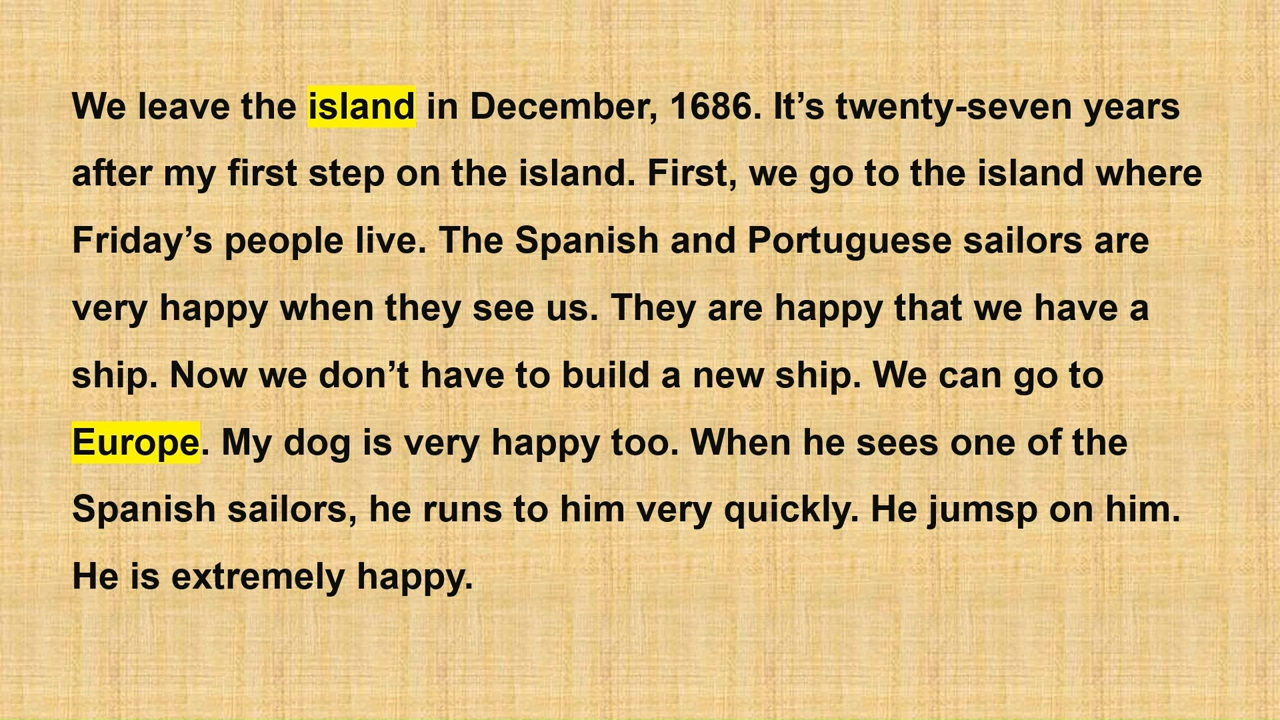 We leave the island in December, 1686. It’s twenty-seven years
after my first step on the island. First, we go to the island where
Friday’s people live. The Spanish and Portuguese sailors are
very happy when they see us. They are happy that we have a
ship. Now we don’t have to build a new ship. We can go to
Europe. My dog is very happy too. When he sees one of the
Spanish sailors, he runs to him very quickly. He jumsp on him.
He is extremely happy.